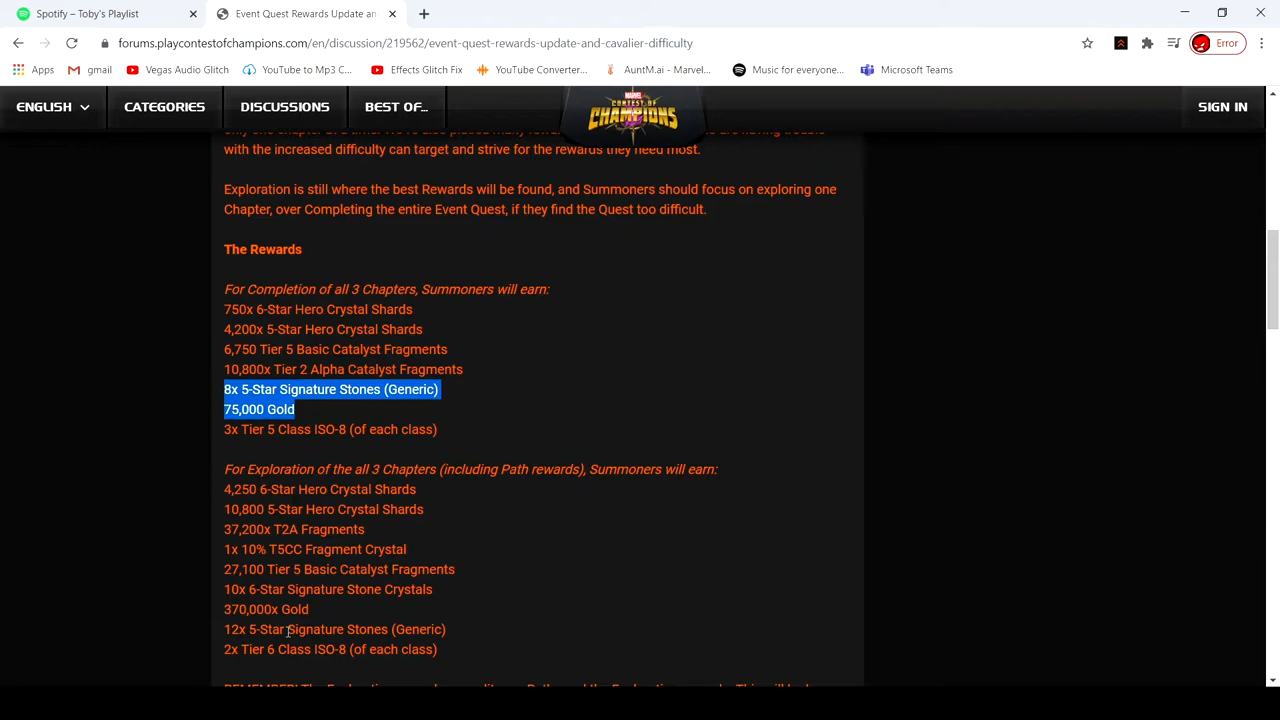 Spotify – Toby's Playlist
Event Quest Rewards Update an
forums.playcontestofchampions.com/en/discussion/219562/event-quest-rewards-update-and-cavalier-difficulty
Error
Apps
gmail
Vegas Audio Glitch
YouTube to Mp3 C...
Effects Glitch Fix
YouTube Converter...
AuntM.ai - Marvel...
Music for everyone...
Microsoft Teams
ENGLISH
CATEGORIES
DISCUSSIONS
BEST OF...
MARVEL
CONTEST OF
CHAMPIONS
SIGN IN
with the increased difficulty can target and strive for the rewards they need most.
Exploration is still where the best Rewards will be found, and Summoners should focus on exploring one
Chapter, over Completing the entire Event Quest, if they find the Quest too difficult.
The Rewards
For Completion of all 3 Chapters, Summoners will earn:
750x 6-Star Hero Crystal Shards
4,200x 5-Star Hero Crystal Shards
6,750 Tier 5 Basic Catalyst Fragments
10,800x Tier 2 Alpha Catalyst Fragments
8x 5-Star Signature Stones (Generic)
75,000 Gold
3x Tier 5 Class ISO-8 (of each class)
For Exploration of the all 3 Chapters (including Path rewards), Summoners will earn:
4,250 6-Star Hero Crystal Shards
10,800 5-Star Hero Crystal Shards
37,200x T2A Fragments
1x 10% T5CC Fragment Crystal
27,100 Tier 5 Basic Catalyst Fragments
10x 6-Star Signature Stone Crystals
370,000x Gold
12x 5-Star Signature Stones (Generic)
2x Tier 6 Class ISO-8 (of each class)